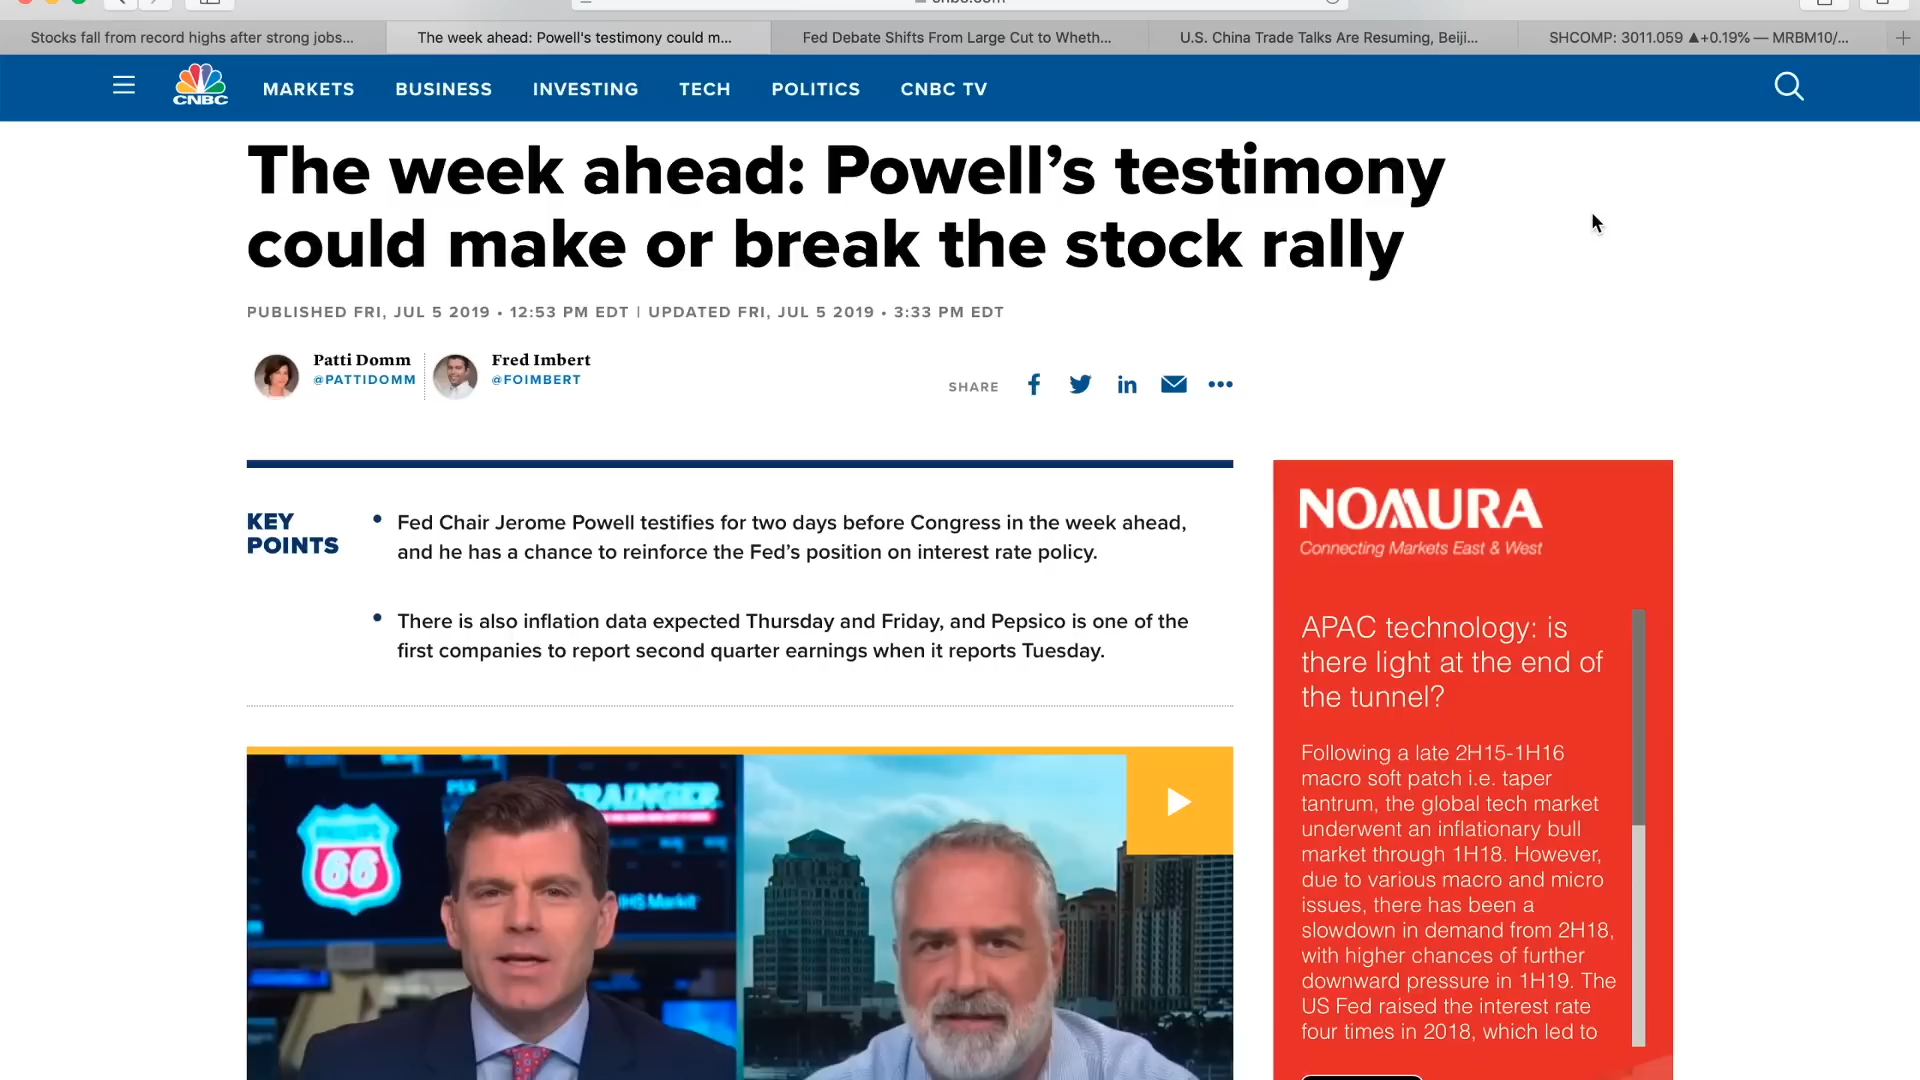 Stocks fall from record highs after strong jobs...
The week ahead: Powell's testimony could m...
Fed Debate Shifts From Large Cut to Wheth...
U.S. China Trade Talks Are Resuming, Beiji...
SHCOMP: 3011.059 ▲+0.19% — MRBM10/...
CNBC
MARKETS
BUSINESS
INVESTING
TECH
POLITICS
CNBC TV
The week ahead: Powell’s testimony
could make or break the stock rally
PUBLISHED FRI, JUL 5 2019 • 12:53 PM EDT | UPDATED FRI, JUL 5 2019 • 3:33 PM EDT
Patti Domm
@PATTIDOMM
Fred Imbert
@FOIMBERT
SHARE
KEY
POINTS
• Fed Chair Jerome Powell testifies for two days before Congress in the week ahead,
and he has a chance to reinforce the Fed’s position on interest rate policy.
• There is also inflation data expected Thursday and Friday, and Pepsico is one of the
first companies to report second quarter earnings when it reports Tuesday.
66
GRAINGER
IHS Markit
NOMURA
Connecting Markets East & West
APAC technology: is
there light at the end of
the tunnel?
Following a late 2H15-1H16
macro soft patch i.e. taper
tantrum, the global tech market
underwent an inflationary bull
market through 1H18. However,
due to various macro and micro
issues, there has been a
slowdown in demand from 2H18,
with higher chances of further
downward pressure in 1H19. The
US Fed raised the interest rate
four times in 2018, which led to